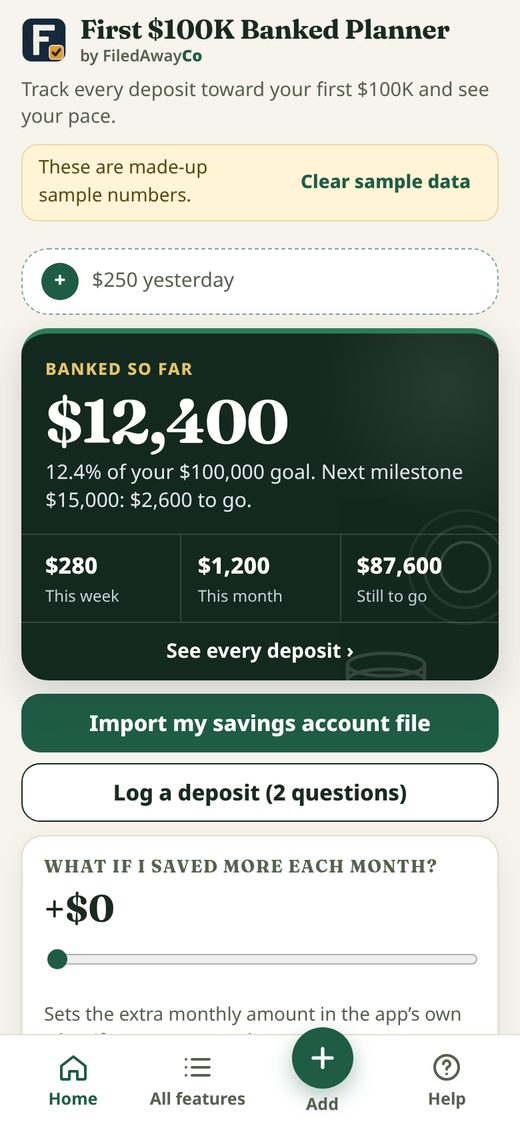 First $100K Banked Planner
by FiledAwayCo
Track every deposit toward your first $100K and see
your pace.
These are made-up
sample numbers.
Clear sample data
+ $250 yesterday
BANKED SO FAR
$12,400
12.4% of your $100,000 goal. Next milestone
$15,000: $2,600 to go.
$280
This week
$1,200
This month
$87,600
Still to go
See every deposit ›
Import my savings account file
Log a deposit (2 questions)
WHAT IF I SAVED MORE EACH MONTH?
+$0
Sets the extra monthly amount in the app’s own
Home
All features
Add
Help